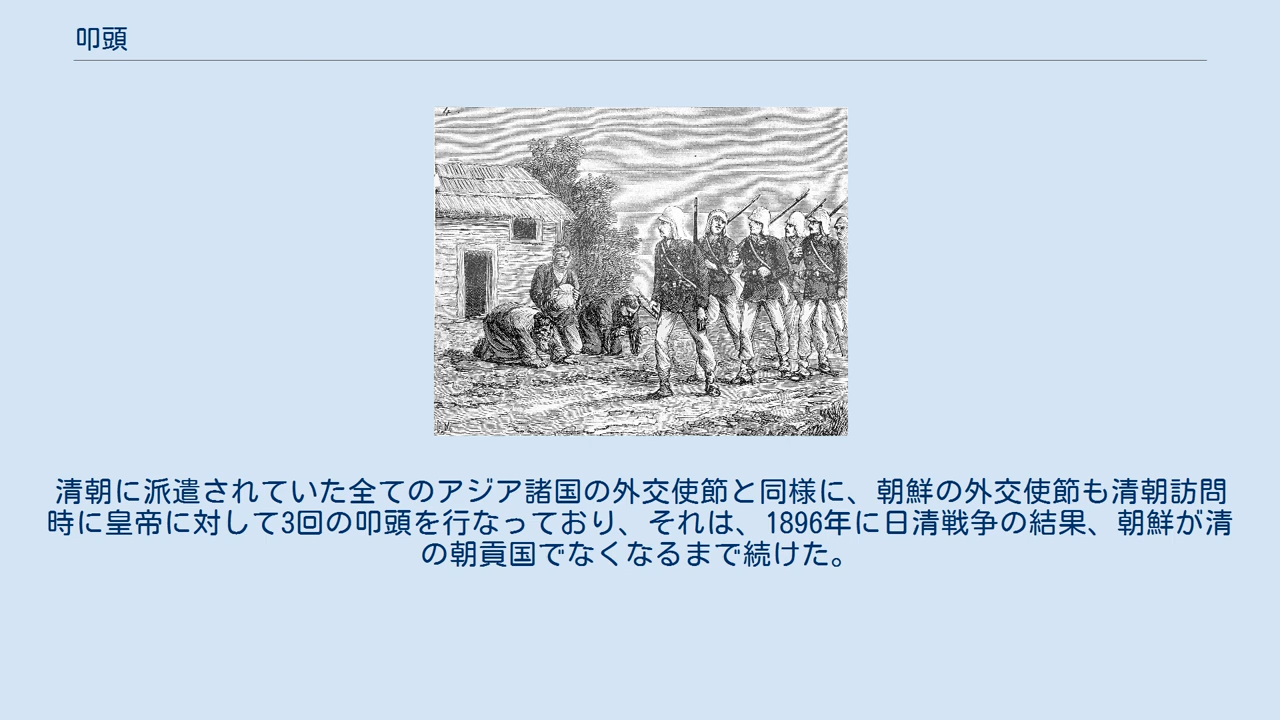 叩頭
清朝に派遣されていた全てのアジア諸国の外交使節と同様に、朝鮮の外交使節も清朝訪問
時に皇帝に対して3回の叩頭を行なっており、それは、1896年に日清戦争の結果、朝鮮が清
の朝貢国でなくなるまで続けた。